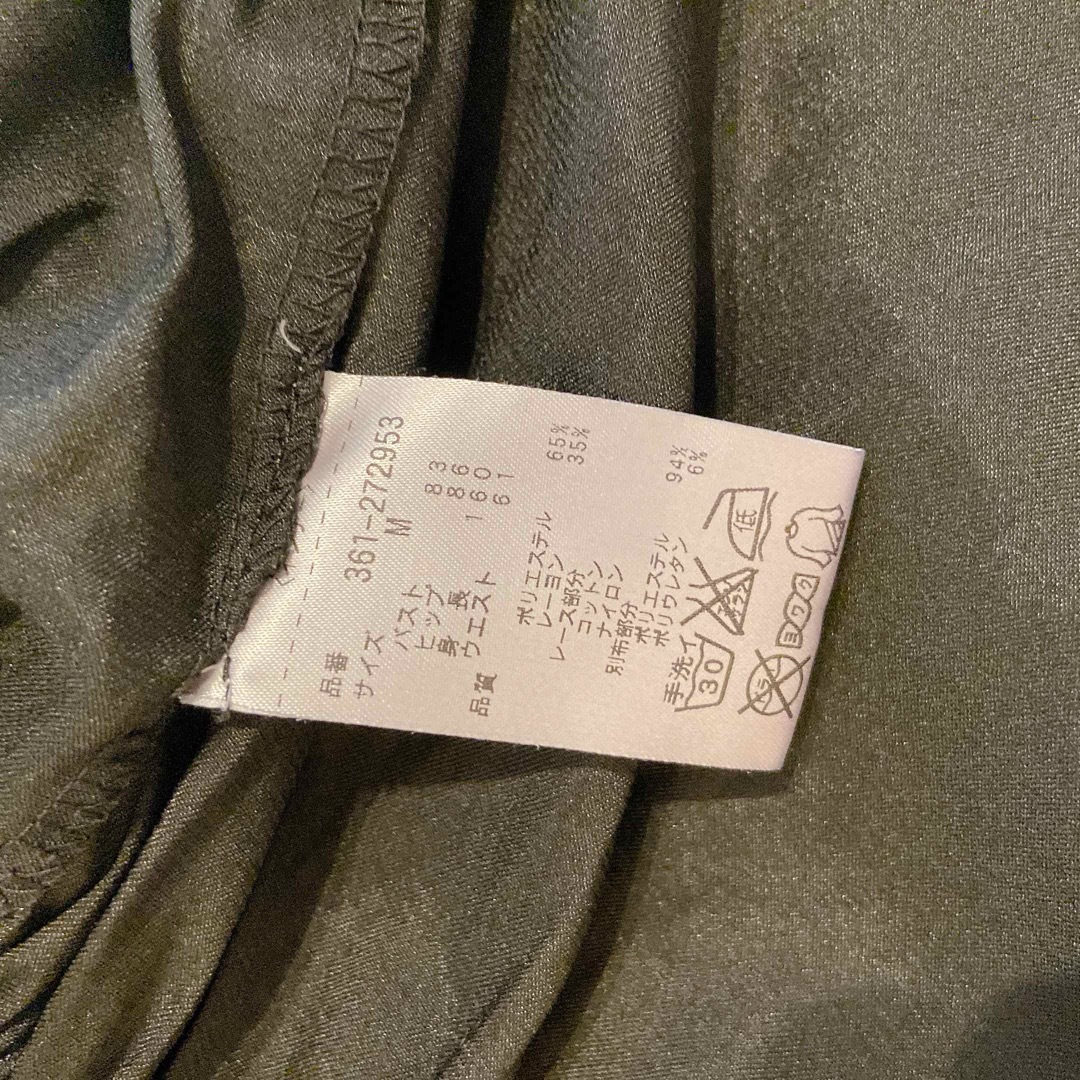 品番 361-272953
サイズ M
バスト 83
ヒップ 86
身長 160
ウエスト 61
品質
ポリエステル 65%
レーヨン 35%
レース部分
コットン
ナイロン
別布部分
ポリエステル 94%
ポリウレタン 6%
手洗イ 30 低
ドライ ヨワク